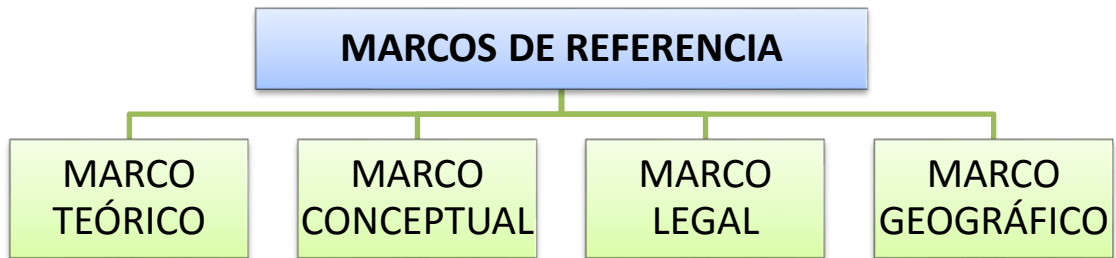 MARCOS DE REFERENCIA
MARCO
TEÓRICO
MARCO
CONCEPTUAL
MARCO
LEGAL
MARCO
GEOGRÁFICO